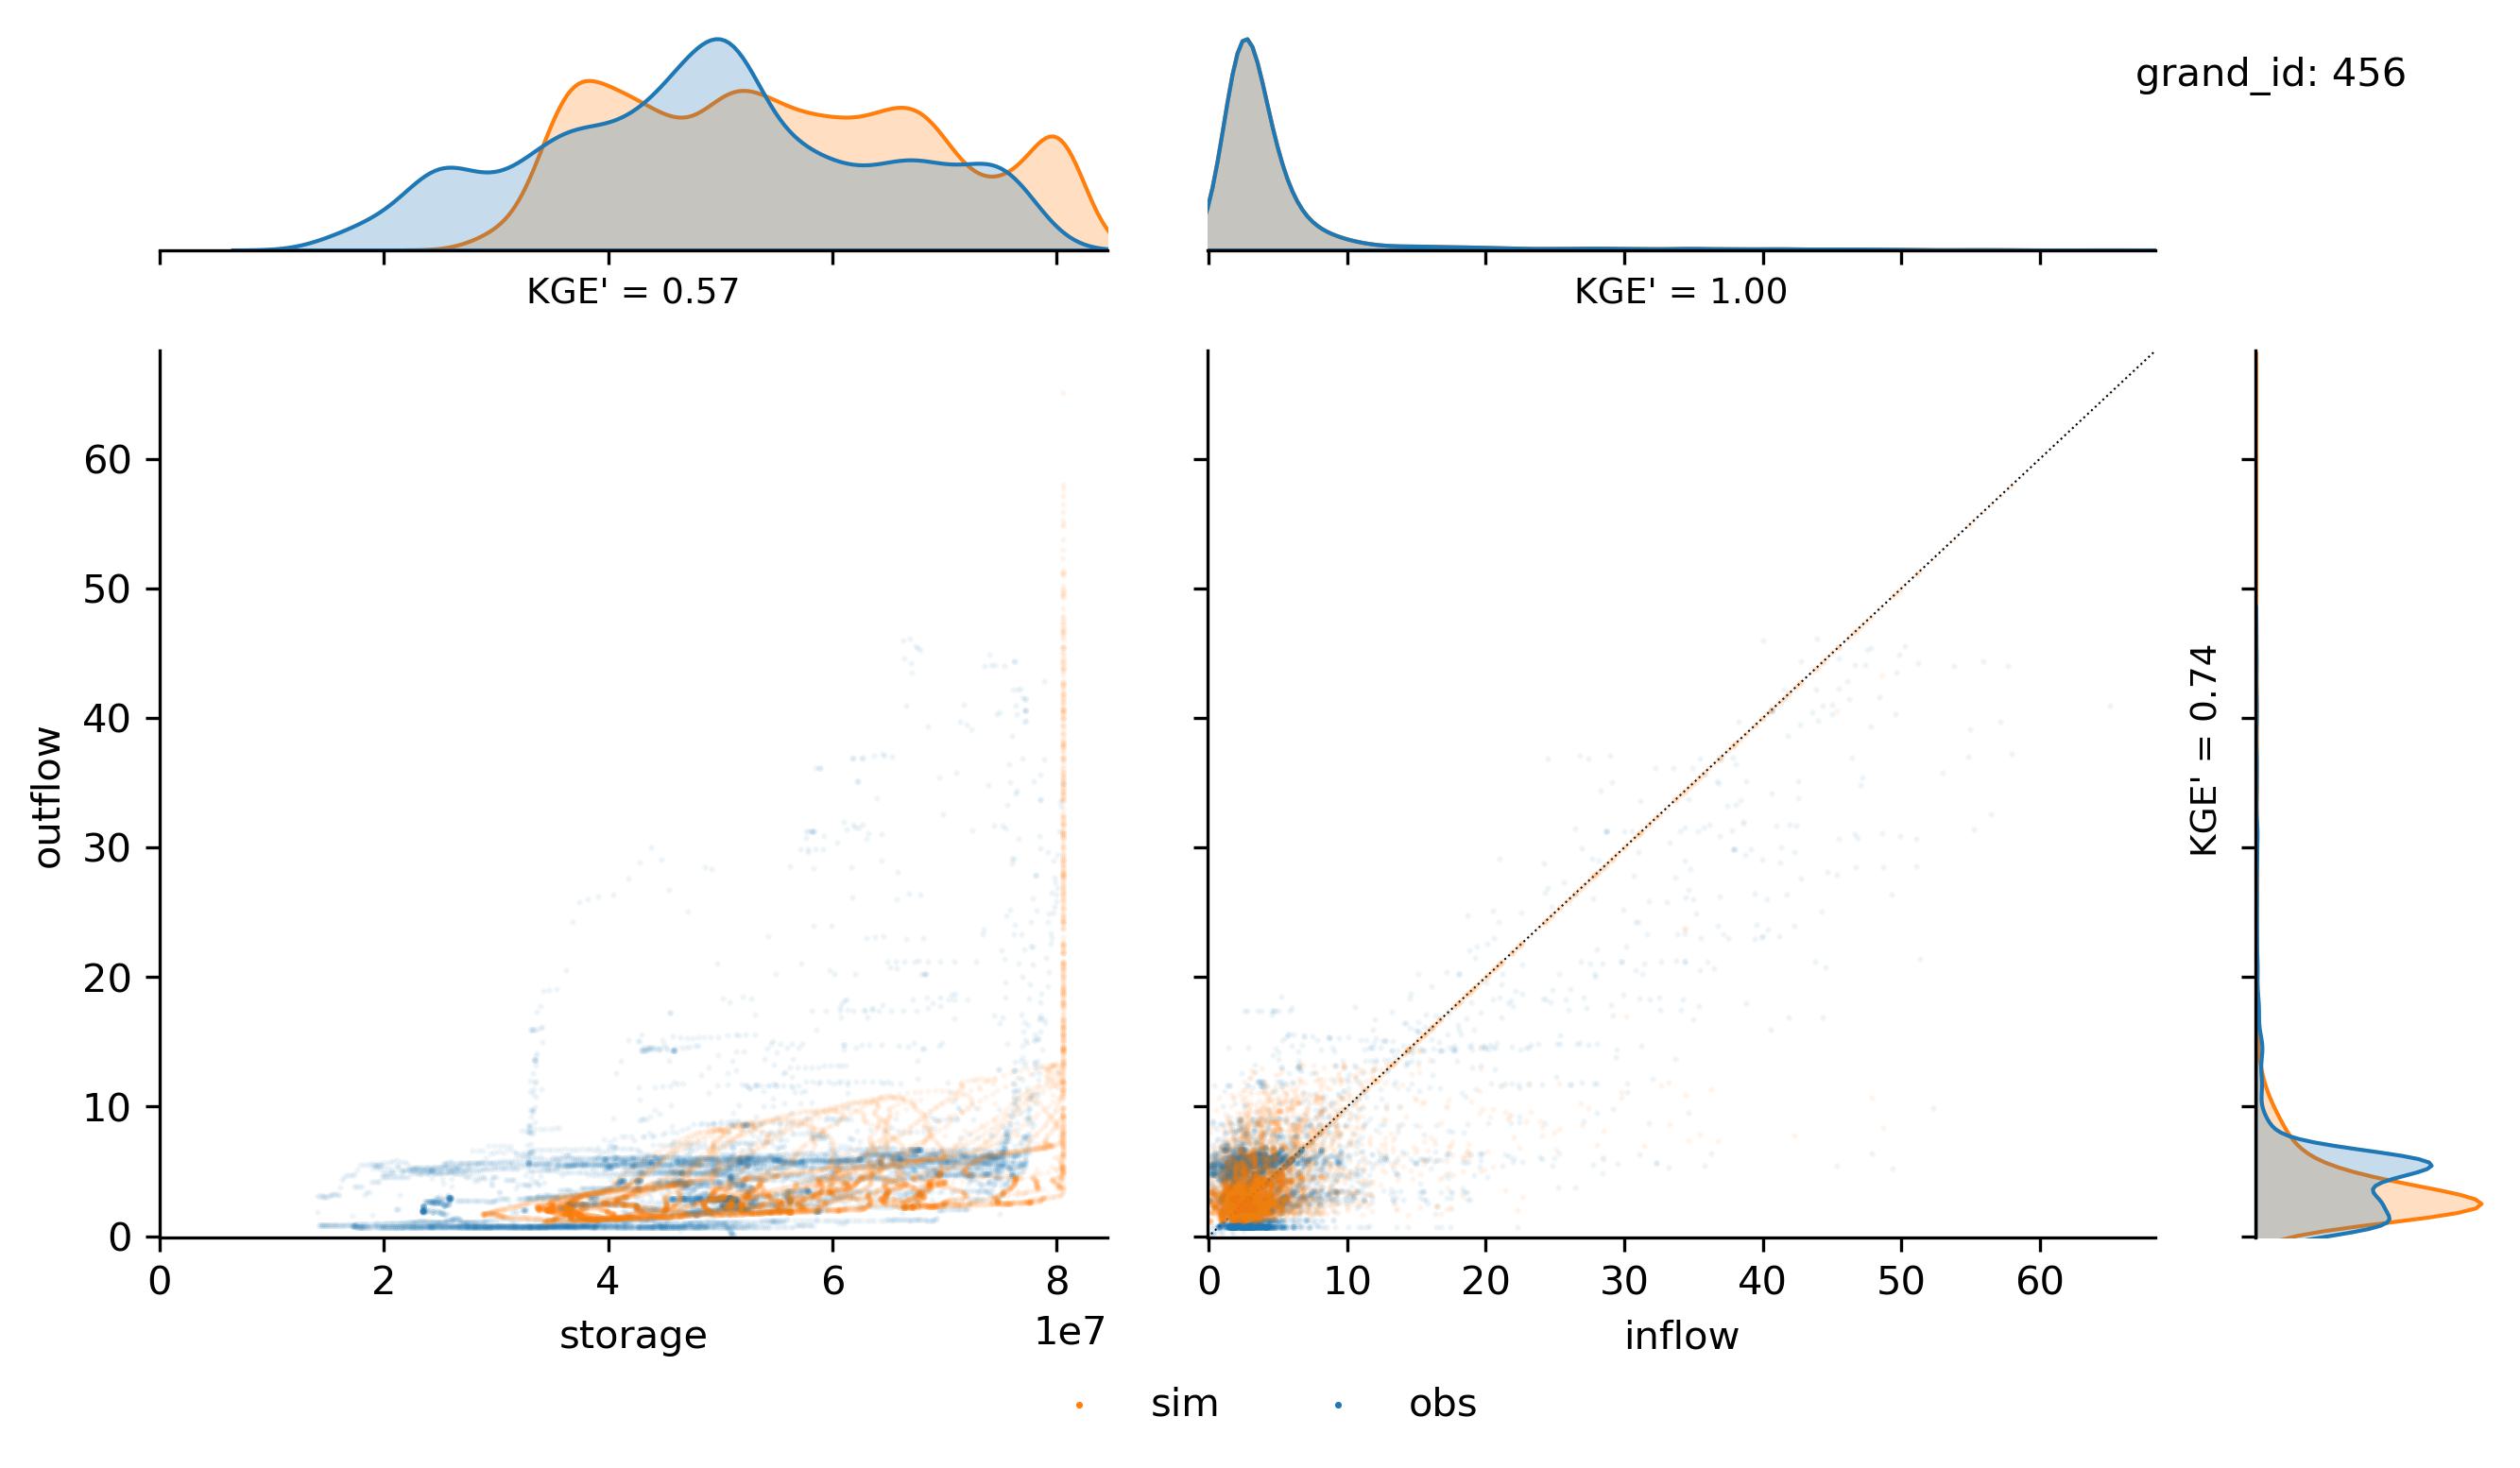 grand_id: 456
KGE' = 0.57
KGE' = 1.00
60
50
40
30
20
10
0
outflow
KGE' = 0.74
0 2 4 6 8
1e7
storage
0 10 20 30 40 50 60
inflow
sim obs